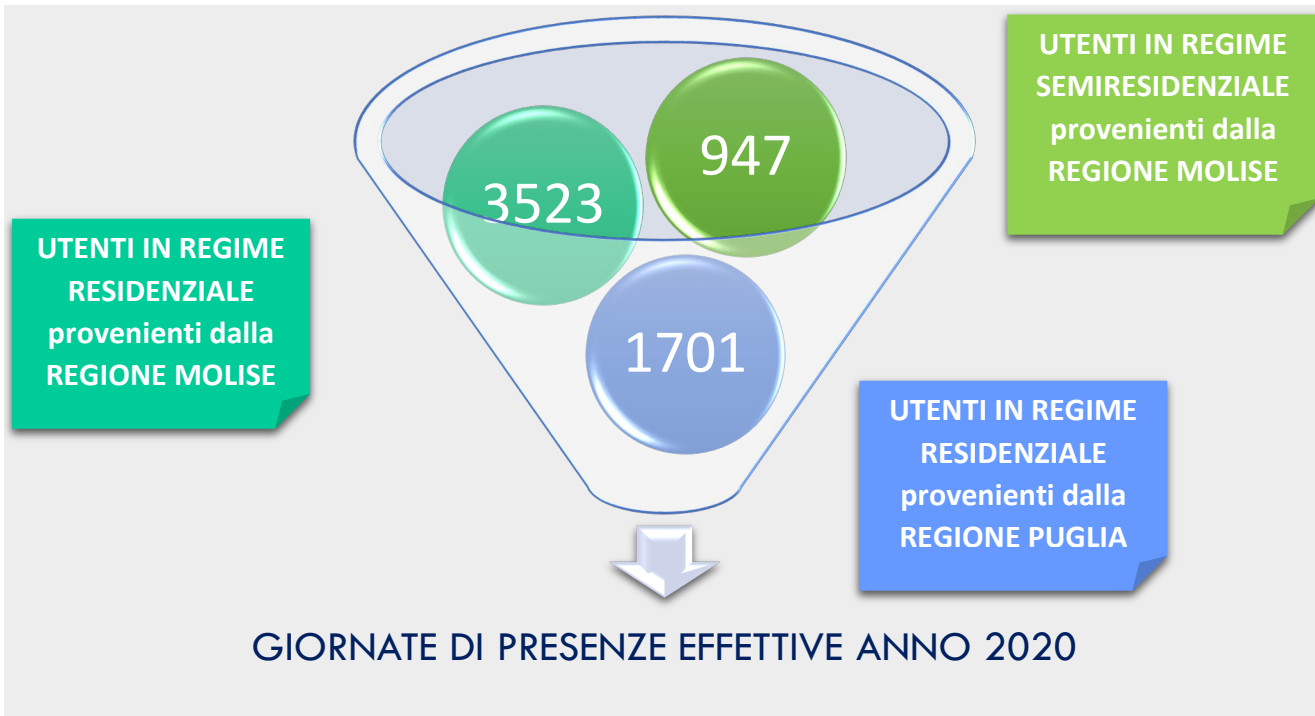 UTENTI IN REGIME
SEMIRESIDENZIALE
provenienti dalla
REGIONE MOLISE
947
3523
UTENTI IN REGIME
RESIDENZIALE
provenienti dalla
REGIONE MOLISE
1701
UTENTI IN REGIME
RESIDENZIALE
provenienti dalla
REGIONE PUGLIA
GIORNATE DI PRESENZE EFFETTIVE ANNO 2020